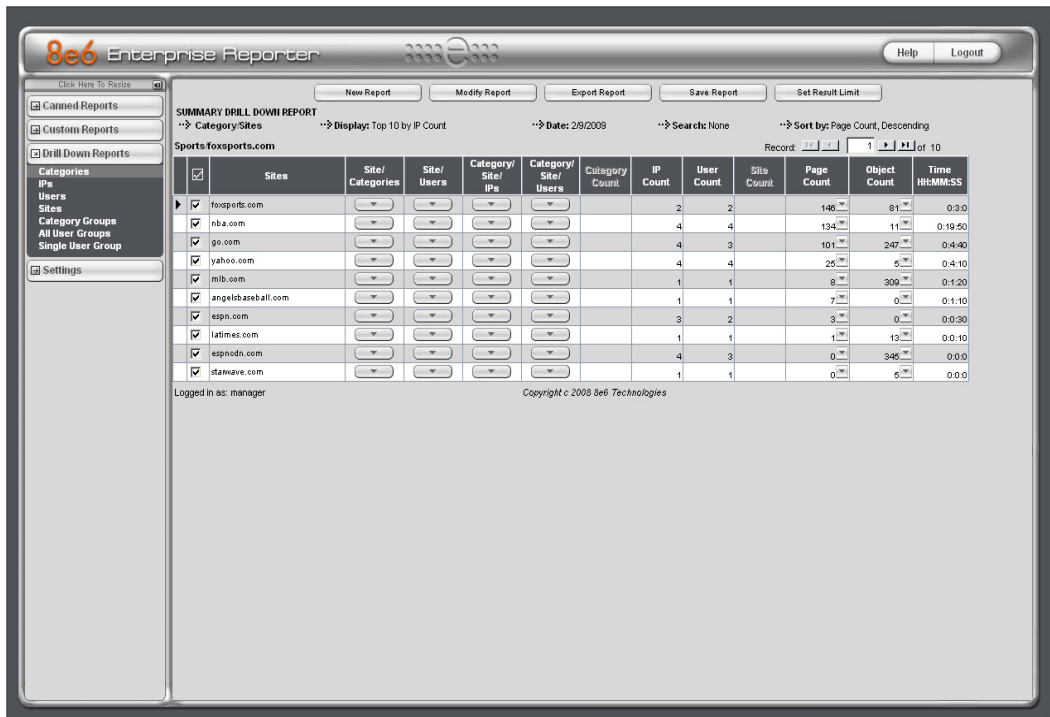 8e6 Enterprise Reporter
Help Logout
Click Here To Resize
Canned Reports
Custom Reports
Drill Down Reports
Categories
IPs
Users
Sites
Category Groups
All User Groups
Single User Group
Settings
New Report Modify Report Export Report Save Report Set Result Limit
SUMMARY DRILL DOWN REPORT
Category/Sites Display: Top 10 by IP Count Date: 2/9/2009 Search: None Sort by: Page Count, Descending
Sports/foxsports.com Record: 1 of 10
Sites Site/Categories Site/Users Category/Site/IPs Category/Site/Users Category Count IP Count User Count Site Count Page Count Object Count Time HH:MM:SS
foxsports.com 2 2 146 81 0:3:0
nba.com 4 4 134 11 0:19:50
go.com 4 3 101 247 0:4:40
yahoo.com 4 4 25 5 0:4:10
mlb.com 1 1 8 309 0:1:20
angelsbaseball.com 1 1 7 0 0:1:10
espn.com 3 2 3 0 0:0:30
latimes.com 1 1 1 13 0:0:10
espncdn.com 4 3 0 345 0:0:0
starwave.com 1 1 0 5 0:0:0
Logged in as: manager Copyright c 2008 8e6 Technologies